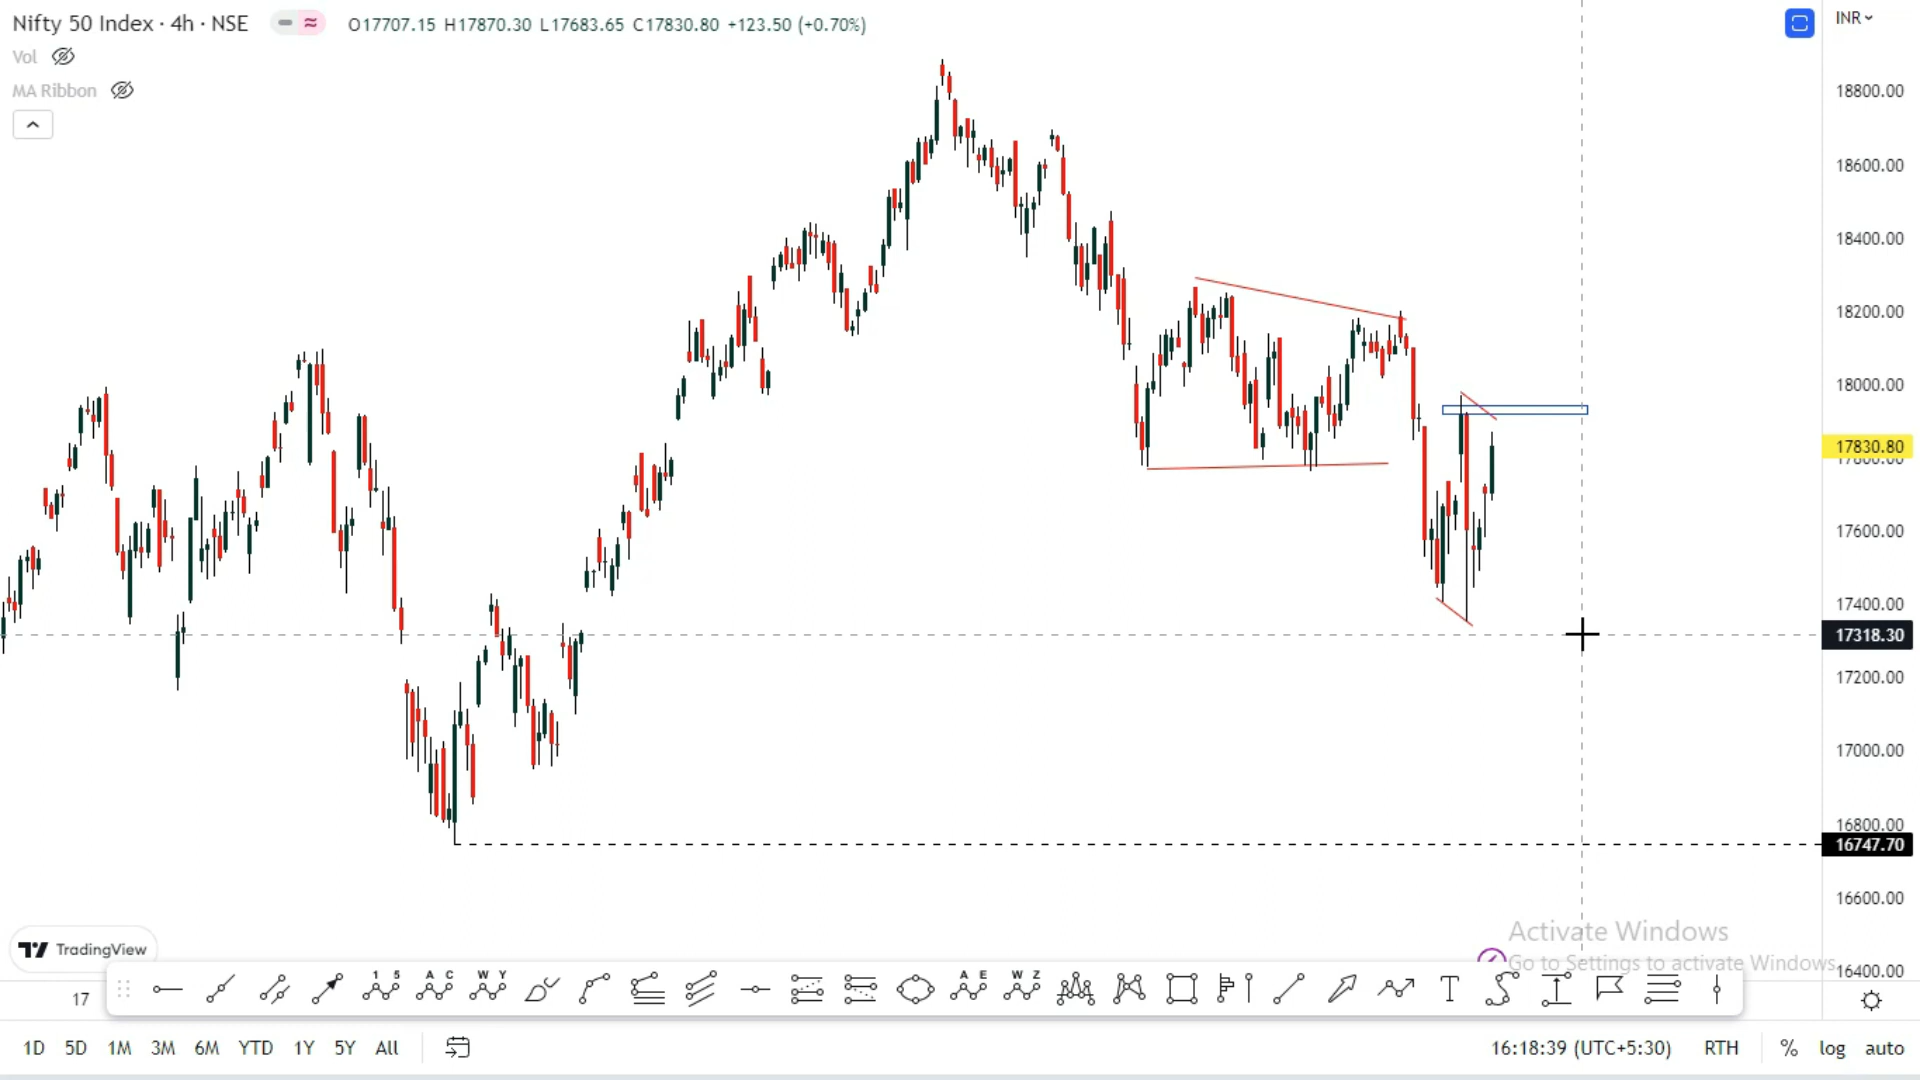 Nifty 50 Index · 4h · NSE O17707.15 H17870.30 L17683.65 C17830.80 +123.50 (+0.70%)
INR
Vol
MA Ribbon
18800.00
18600.00
18400.00
18200.00
18000.00
17830.80
17800.00
17600.00
17400.00
17318.30
17200.00
17000.00
16800.00
16747.70
16600.00
16400.00
Activate Windows
Go to Settings to activate Windows.
TradingView
17
1 5
A C
W Y
A E
W Z
T
1D 5D 1M 3M 6M YTD 1Y 5Y All
16:18:39 (UTC+5:30) RTH % log auto